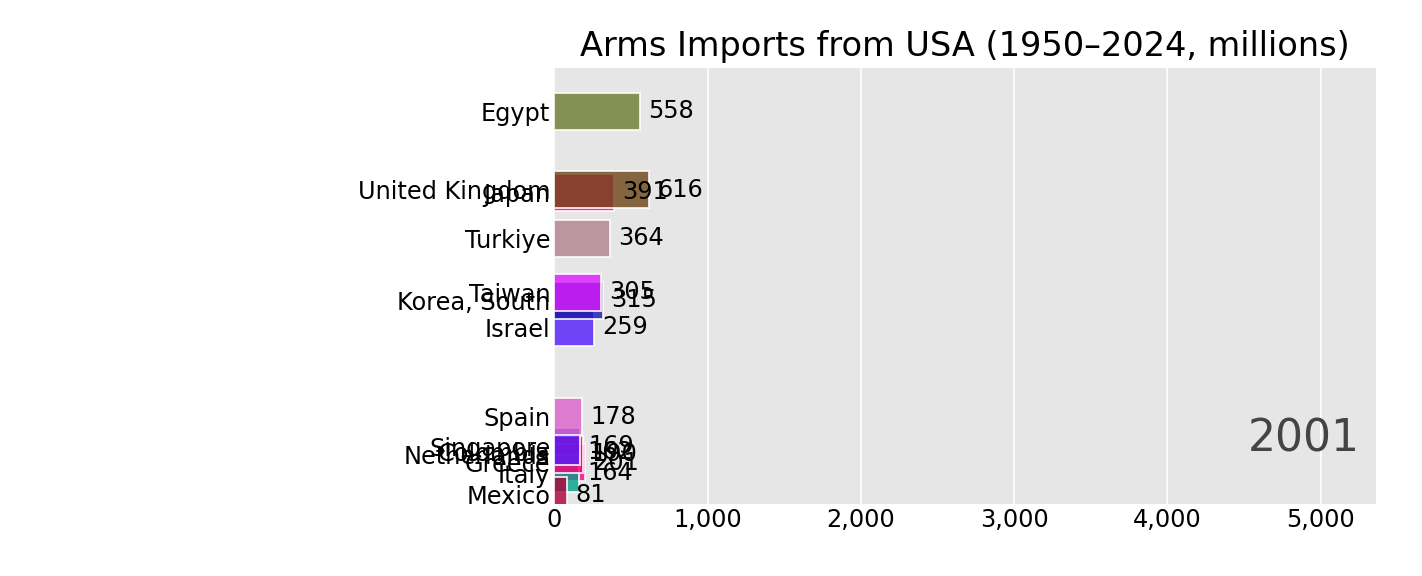 Arms Imports from USA (1950–2024, millions)
Egypt 558
United Kingdom 616
Japan 391
Turkiye 364
Taiwan 305
Korea, South 315
Israel 259
Spain 178
Singapore 169
Netherlands
Greece 201
Italy 164
Mexico 81
2001
0 1,000 2,000 3,000 4,000 5,000